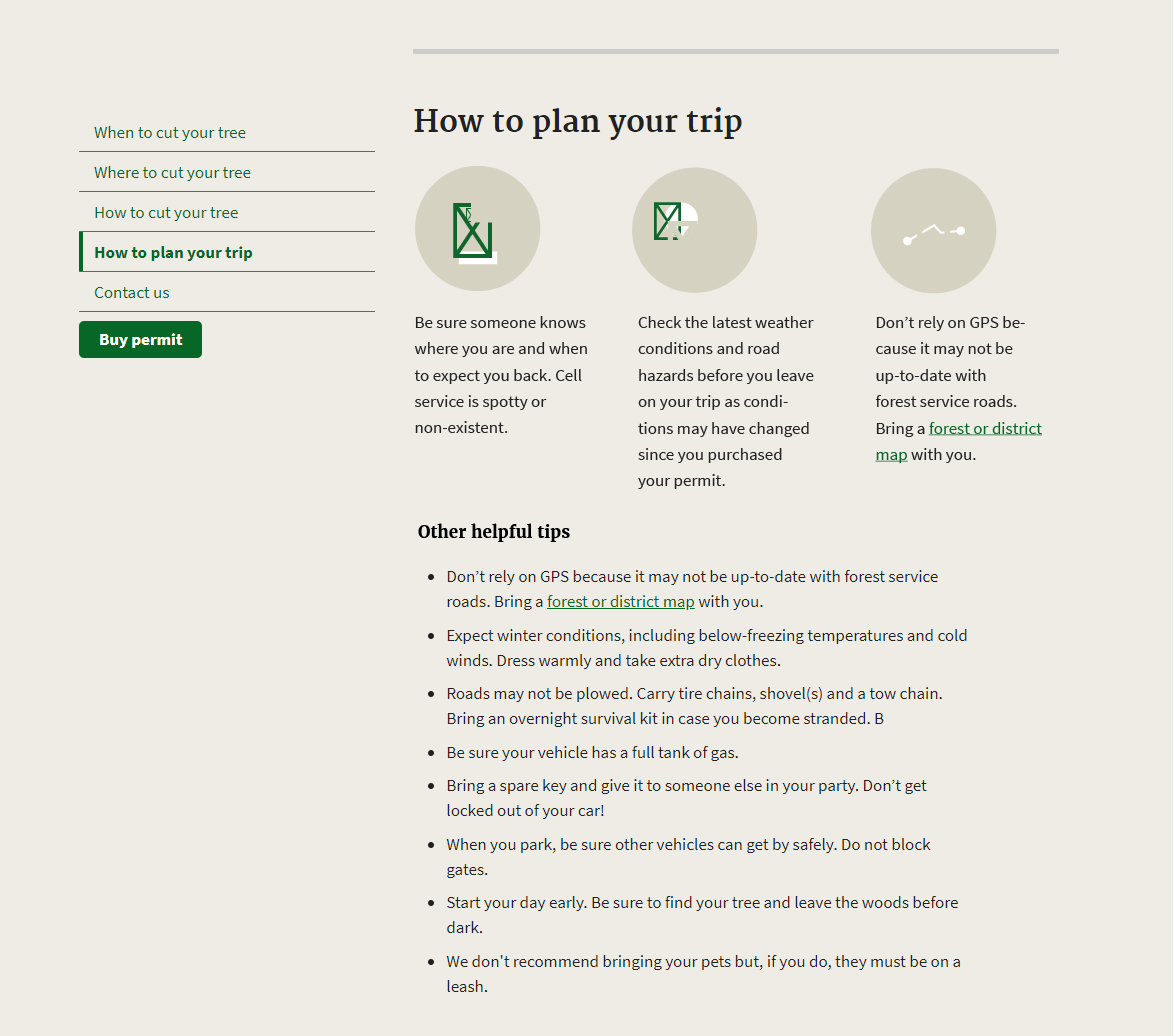 When to cut your tree
Where to cut your tree
How to cut your tree
How to plan your trip
Contact us
Buy permit
How to plan your trip
Be sure someone knows
where you are and when
to expect you back. Cell
service is spotty or
non-existent.
Check the latest weather
conditions and road
hazards before you leave
on your trip as condi-
tions may have changed
since you purchased
your permit.
Don’t rely on GPS be-
cause it may not be
up-to-date with
forest service roads.
Bring a forest or district
map with you.
Other helpful tips
Don’t rely on GPS because it may not be up-to-date with forest service
roads. Bring a forest or district map with you.
Expect winter conditions, including below-freezing temperatures and cold
winds. Dress warmly and take extra dry clothes.
Roads may not be plowed. Carry tire chains, shovel(s) and a tow chain.
Bring an overnight survival kit in case you become stranded. B
Be sure your vehicle has a full tank of gas.
Bring a spare key and give it to someone else in your party. Don’t get
locked out of your car!
When you park, be sure other vehicles can get by safely. Do not block
gates.
Start your day early. Be sure to find your tree and leave the woods before
dark.
We don't recommend bringing your pets but, if you do, they must be on a
leash.